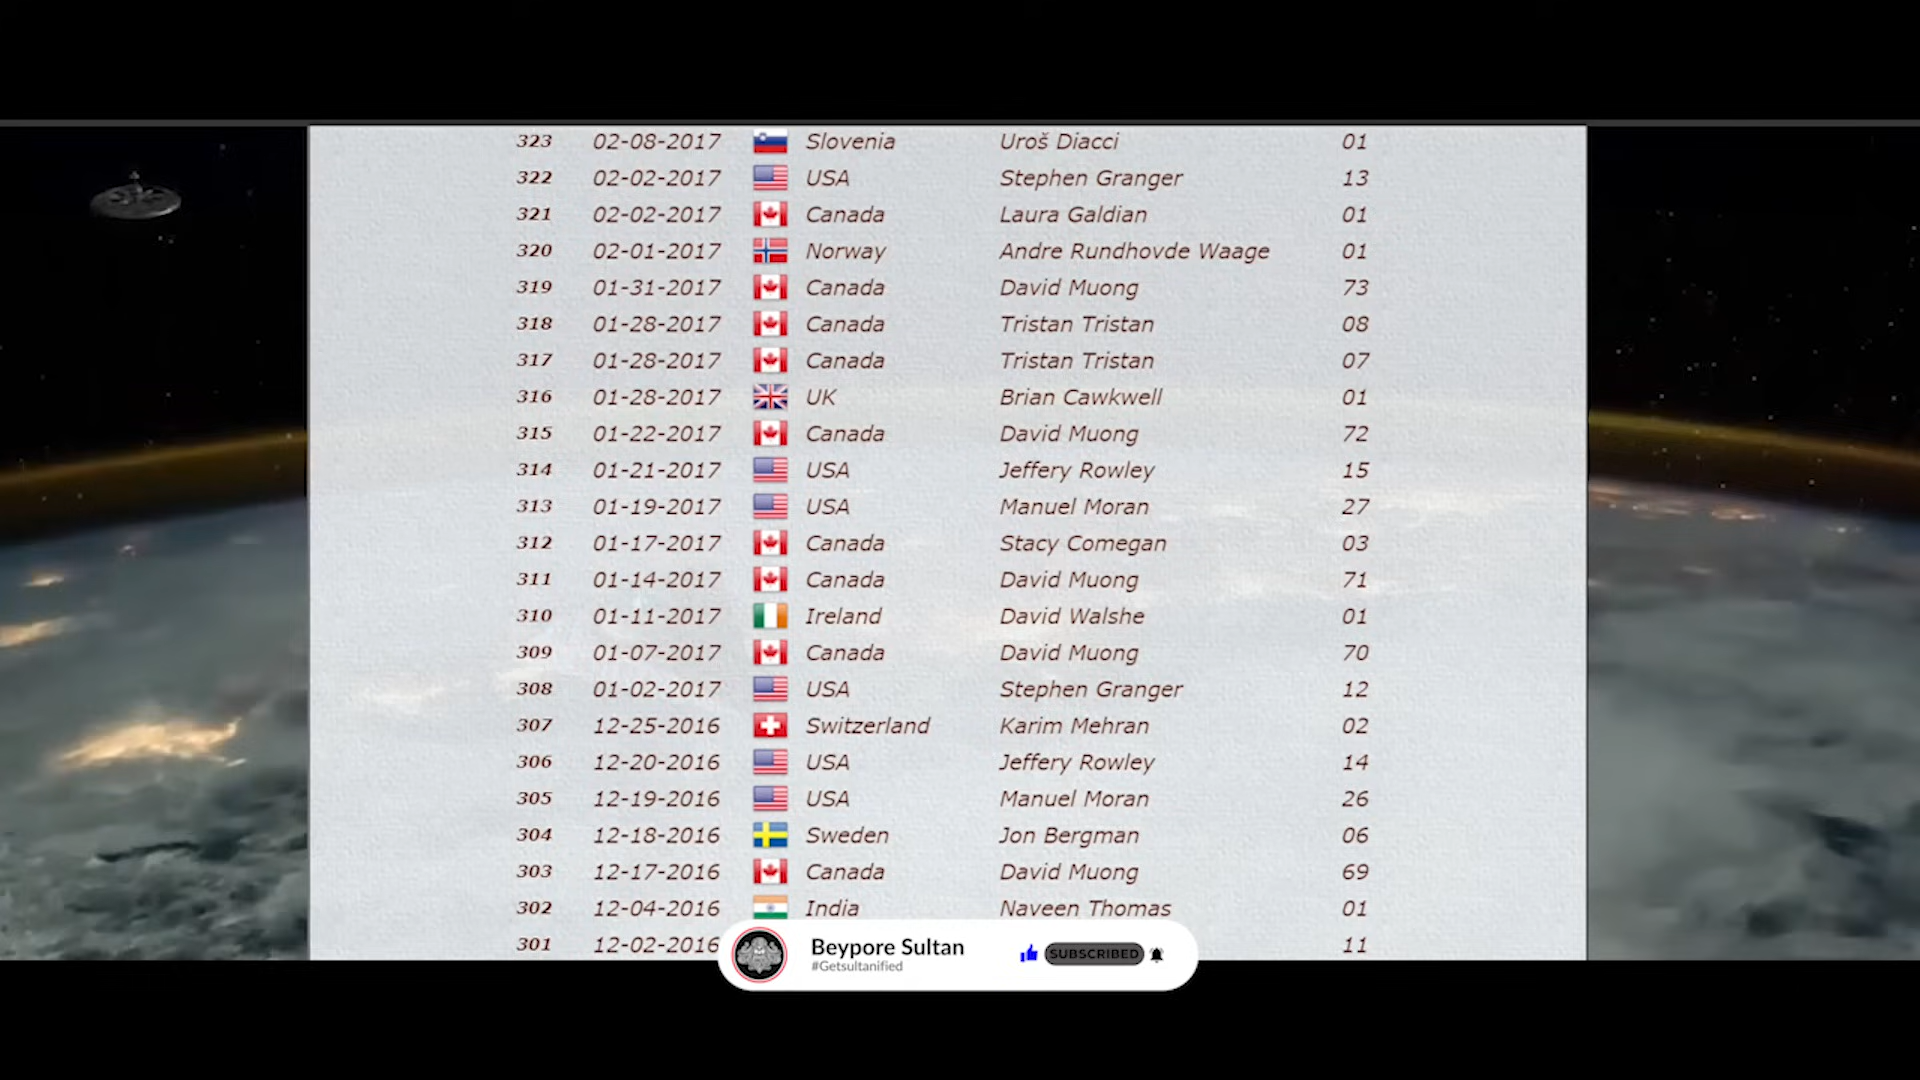 323 02-08-2017 Slovenia Uroš Diacci 01
322 02-02-2017 USA Stephen Granger 13
321 02-02-2017 Canada Laura Galdian 01
320 02-01-2017 Norway Andre Rundhovde Waage 01
319 01-31-2017 Canada David Muong 73
318 01-28-2017 Canada Tristan Tristan 08
317 01-28-2017 Canada Tristan Tristan 07
316 01-28-2017 UK Brian Cawkwell 01
315 01-22-2017 Canada David Muong 72
314 01-21-2017 USA Jeffery Rowley 15
313 01-19-2017 USA Manuel Moran 27
312 01-17-2017 Canada Stacy Comegan 03
311 01-14-2017 Canada David Muong 71
310 01-11-2017 Ireland David Walshe 01
309 01-07-2017 Canada David Muong 70
308 01-02-2017 USA Stephen Granger 12
307 12-25-2016 Switzerland Karim Mehran 02
306 12-20-2016 USA Jeffery Rowley 14
305 12-19-2016 USA Manuel Moran 26
304 12-18-2016 Sweden Jon Bergman 06
303 12-17-2016 Canada David Muong 69
302 12-04-2016 India Naveen Thomas 01
301 12-02-2016 11
Beypore Sultan
#Getsultanified
SUBSCRIBED